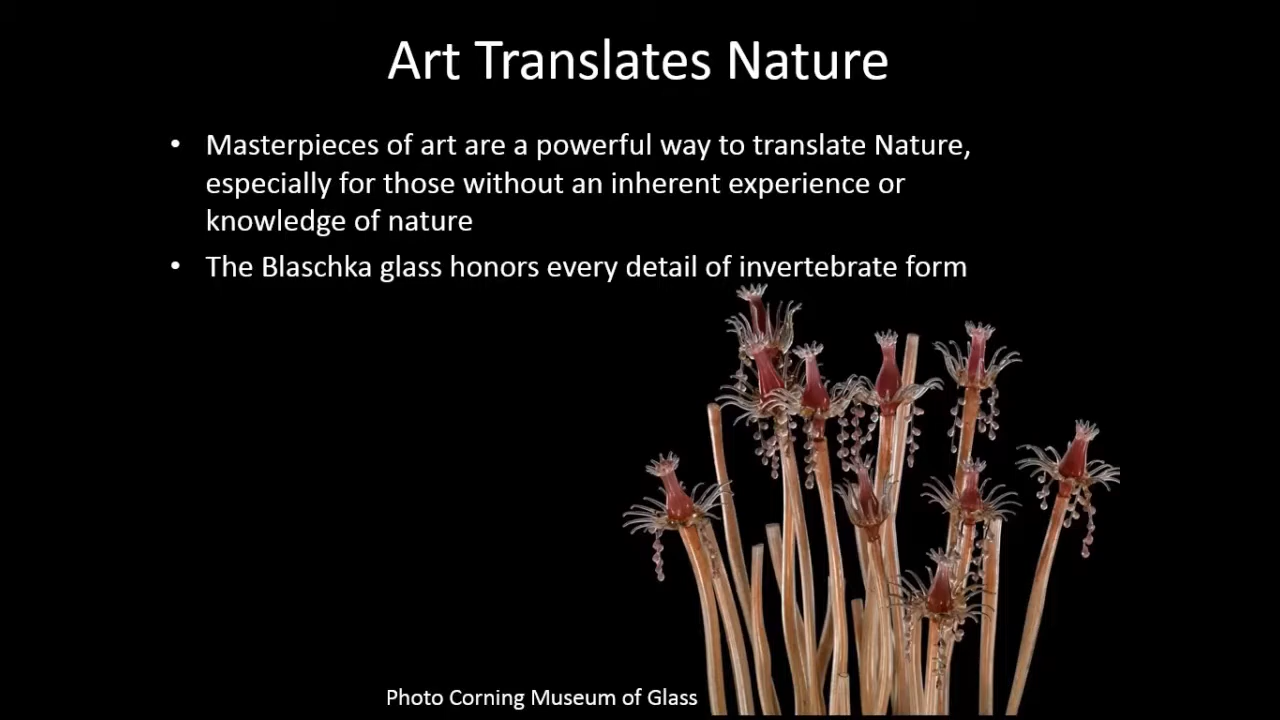 Art Translates Nature
• Masterpieces of art are a powerful way to translate Nature,
especially for those without an inherent experience or
knowledge of nature
• The Blaschka glass honors every detail of invertebrate form
Photo Corning Museum of Glass